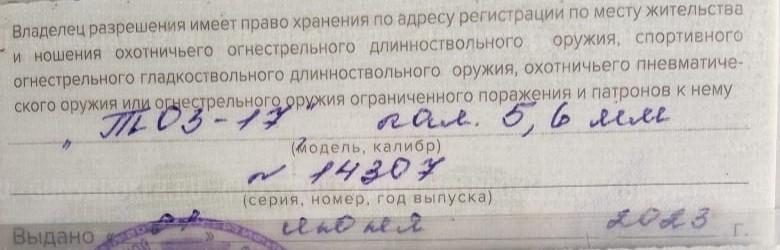 Владелец разрешения имеет право хранения по адресу регистрации по месту жительства
и ношения охотничьего огнестрельного длинноствольного оружия, спортивного
огнестрельного гладкоствольного длинноствольного оружия, охотничьего пневматиче-
ского оружия или огнестрельного оружия ограниченного поражения и патронов к нему
„ ТОЗ-17 " кал. 5,6 мм
(модель, калибр)
№ 14307
(серия, номер, год выпуска)
Выдано « » 2023 г.